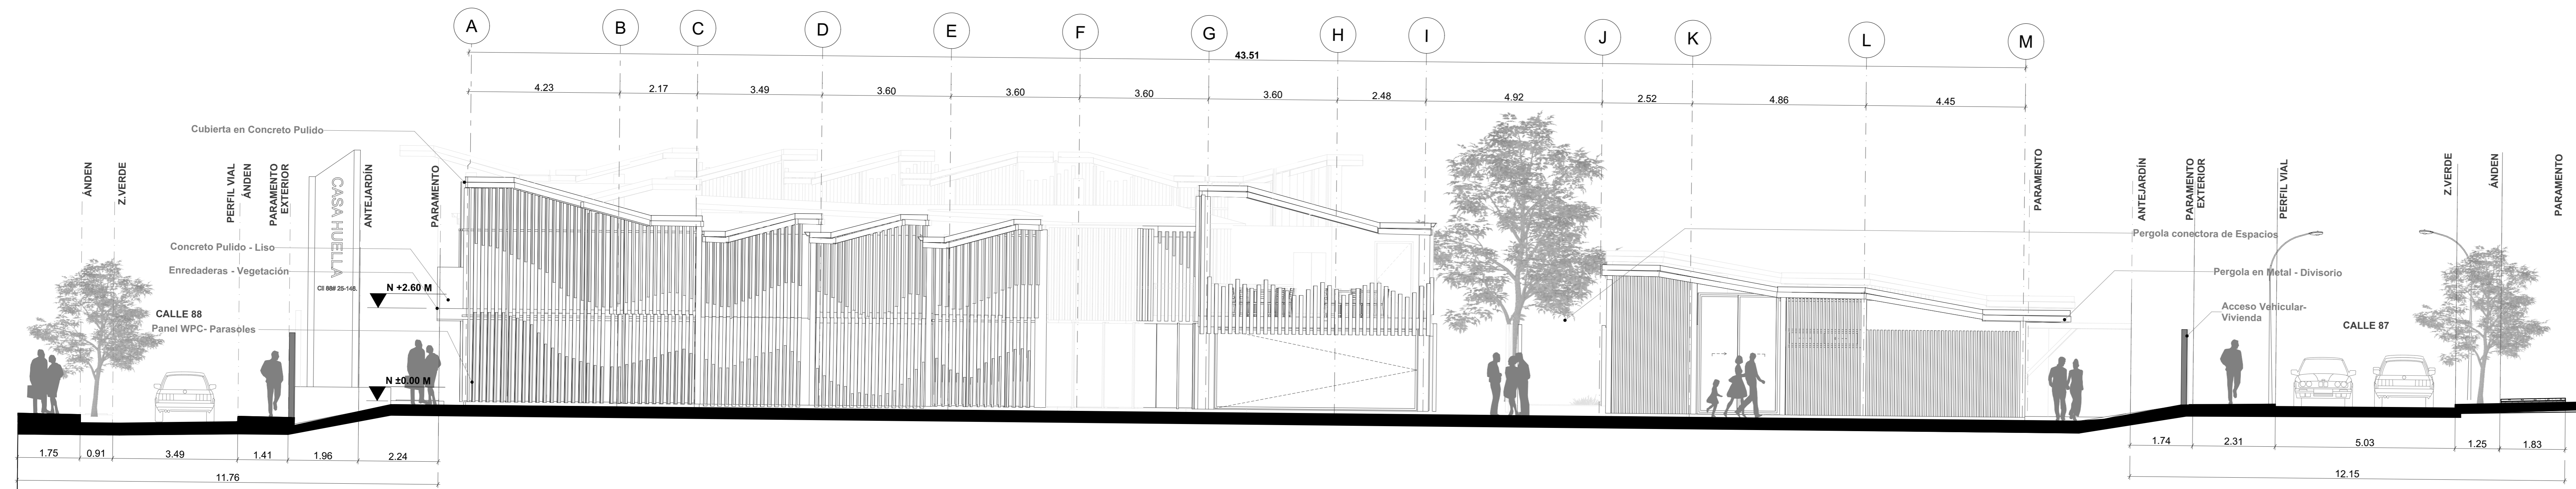 A B C D E F G H I J K L M
43.51
4.23 2.17 3.49 3.60 3.60 3.60 3.60 2.48 4.92 2.52 4.86 4.45
Cubierta en Concreto Pulido
ÁNDEN
Z.VERDE
PERFIL VIAL
ÁNDEN
PARAMENTO
EXTERIOR
CASA HUELLA
Cll 88# 25-148.
ANTEJARDÍN
PARAMENTO
Concreto Pulido - Liso
Enredaderas - Vegetación
N +2.60 M
CALLE 88
Panel WPC- Parasoles
N ±0.00 M
PARAMENTO
ANTEJARDÍN
PARAMENTO
EXTERIOR
PERFIL VIAL
Z.VERDE
ÁNDEN
PARAMENTO
Pergola conectora de Espacios
Pergola en Metal - Divisorio
Acceso Vehicular-
Vivienda
CALLE 87
1.75 0.91 3.49 1.41 1.96 2.24
11.76
1.74 2.31 5.03 1.25 1.83
12.15